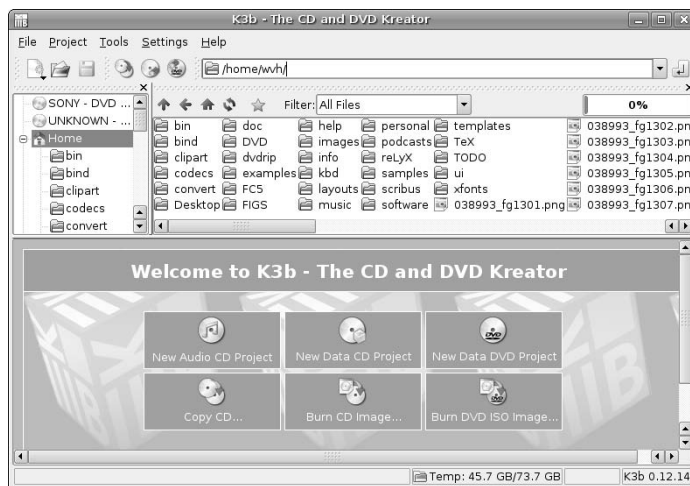 K3b - The CD and DVD Kreator
File Project Tools Settings Help
/home/wvh/
SONY - DVD ...
UNKNOWN - ...
Home
bin
bind
clipart
codecs
convert
Filter: All Files
0%
bin doc help personal templates 038993_fg1302.pn
bind DVD images podcasts TeX 038993_fg1303.pn
clipart dvdrip info reLyX TODO 038993_fg1304.pn
codecs examples kbd samples ui 038993_fg1305.pn
convert FC5 layouts scribus xfonts 038993_fg1306.pn
Desktop FIGS music software 038993_fg1301.png 038993_fg1307.pn
Welcome to K3b - The CD and DVD Kreator
New Audio CD Project New Data CD Project New Data DVD Project
Copy CD... Burn CD Image... Burn DVD ISO Image...
Temp: 45.7 GB/73.7 GB K3b 0.12.14